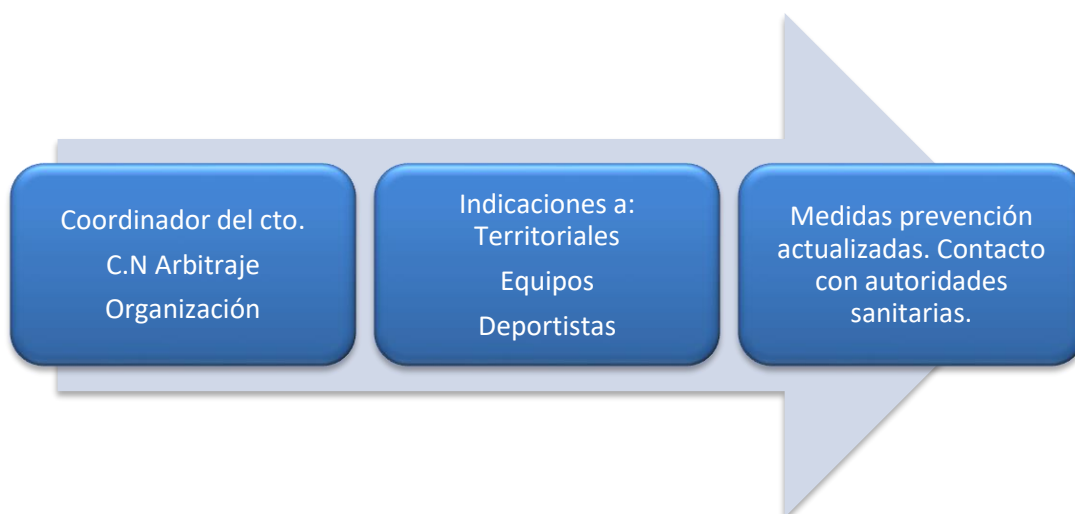 Coordinador del cto.
C.N Arbitraje
Organización
Indicaciones a:
Territoriales
Equipos
Deportistas
Medidas prevención
actualizadas. Contacto
con autoridades
sanitarias.